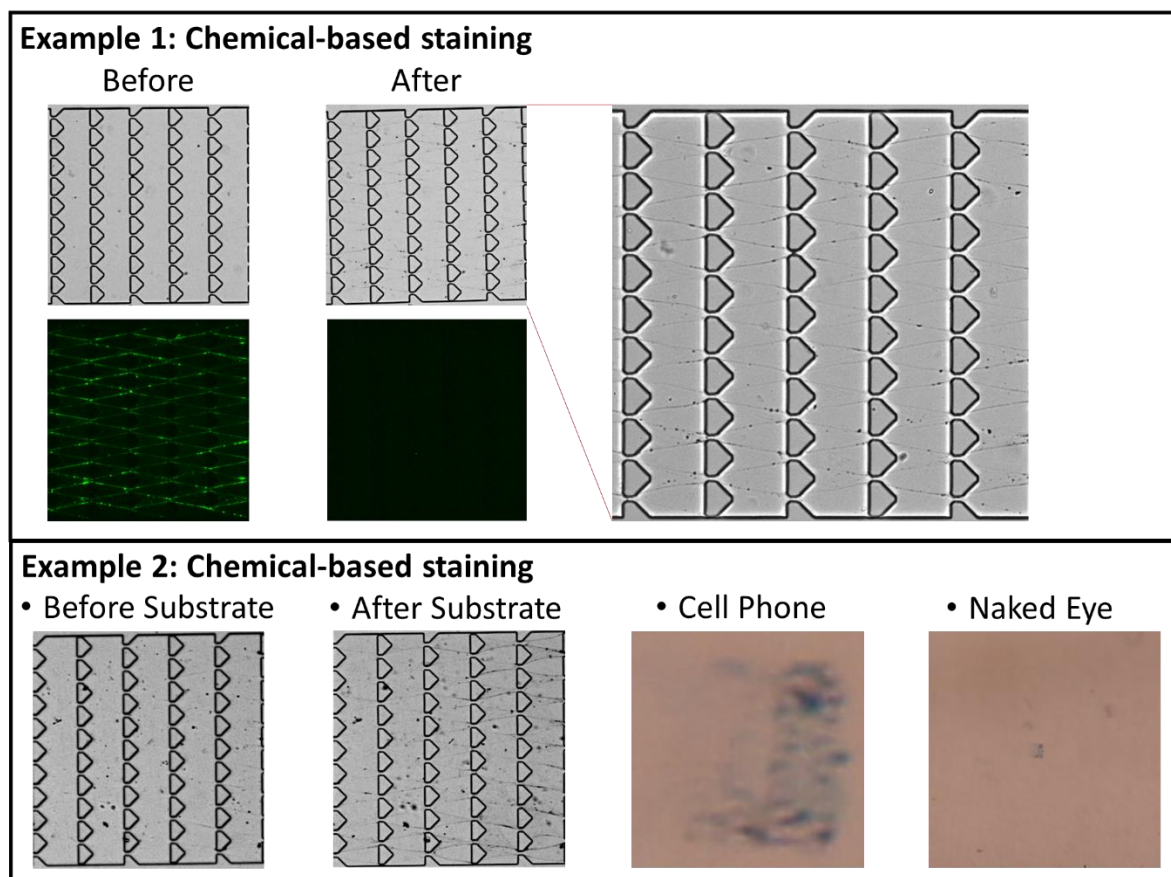 Example 1: Chemical-based staining
Before After
Example 2: Chemical-based staining
• Before Substrate • After Substrate • Cell Phone • Naked Eye